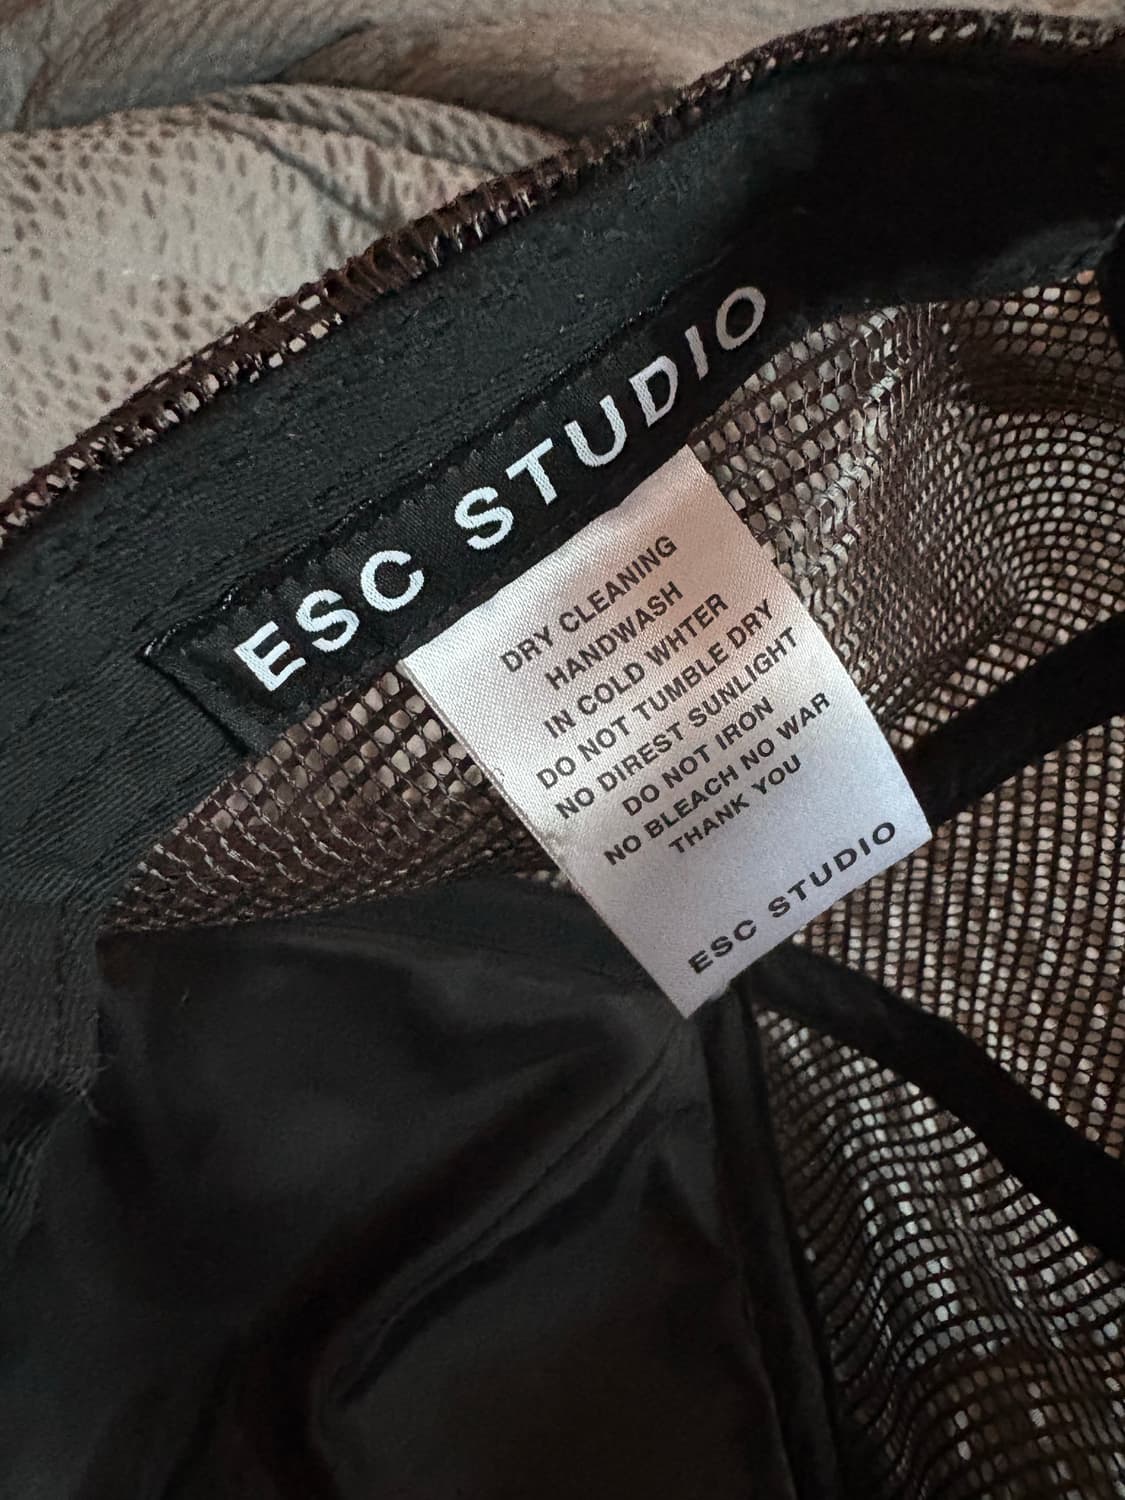 ESC STUDIO
DRY CLEANING
HANDWASH
IN COLD WHTER
DO NOT TUMBLE DRY
NO DIREST SUNLIGHT
DO NOT IRON
NO BLEACH NO WAR
THANK YOU
ESC STUDIO